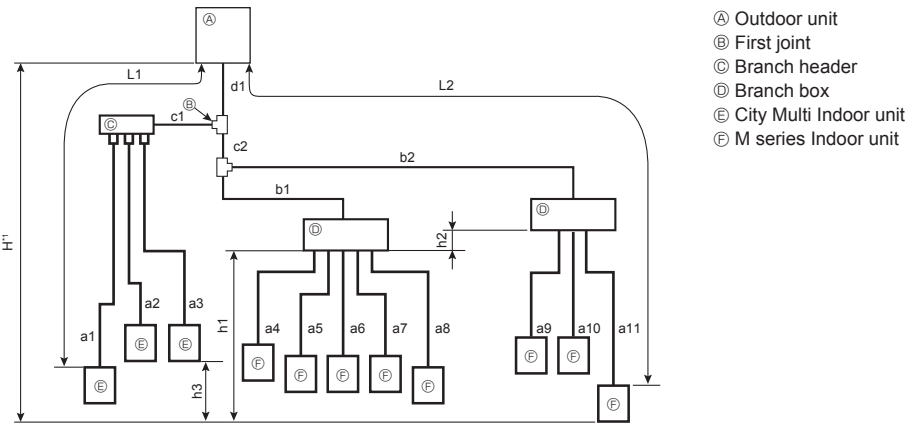 Ⓐ
Ⓐ Outdoor unit
Ⓑ First joint
Ⓒ Branch header
Ⓓ Branch box
Ⓔ City Multi Indoor unit
Ⓕ M series Indoor unit
L1
d1
L2
Ⓑ
Ⓒ
c1
c2
b2
b1
Ⓓ
Ⓓ
H*1
h2
h1
a1
a2
a3
a4
a5
a6
a7
a8
a9
a10
a11
Ⓔ
Ⓔ
Ⓔ
Ⓕ
Ⓕ
Ⓕ
Ⓕ
Ⓕ
Ⓕ
Ⓕ
Ⓕ
h3